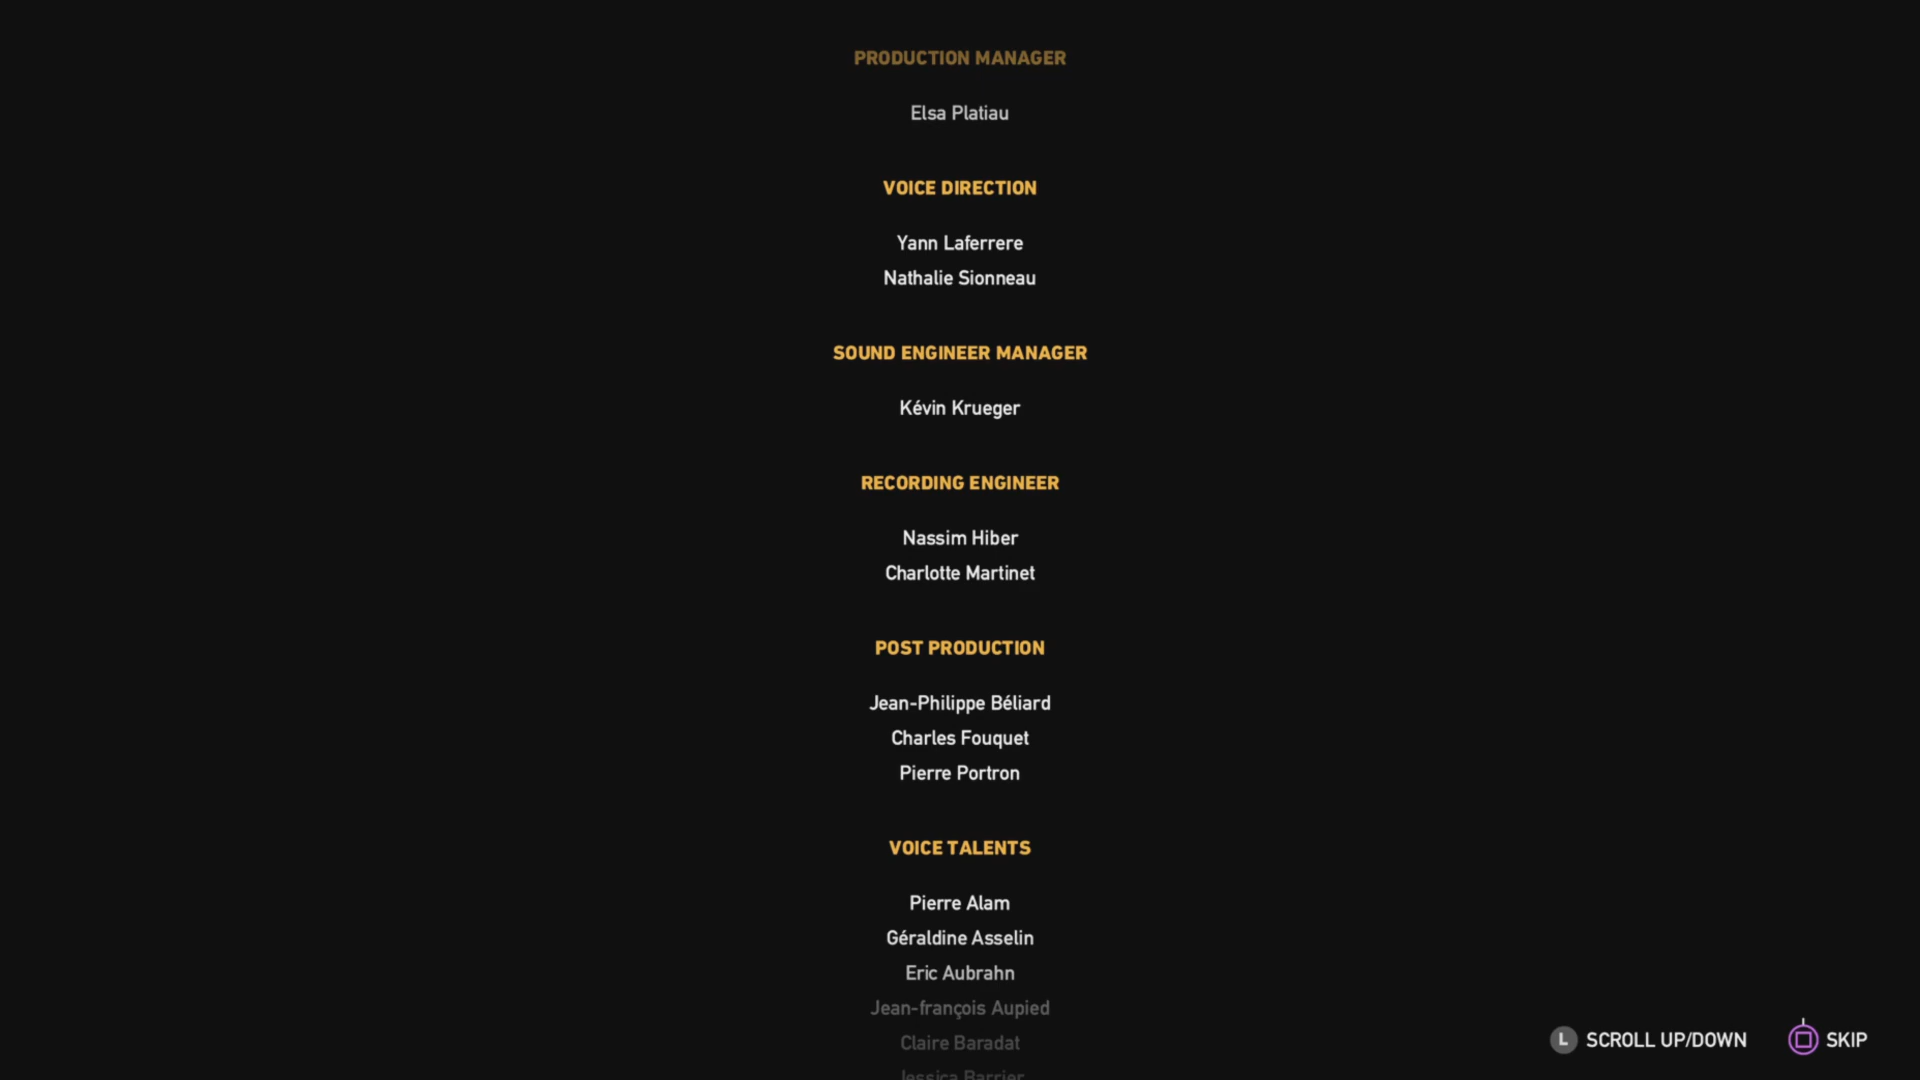 PRODUCTION MANAGER
Elsa Platiau
VOICE DIRECTION
Yann Laferrere
Nathalie Sionneau
SOUND ENGINEER MANAGER
Kévin Krueger
RECORDING ENGINEER
Nassim Hiber
Charlotte Martinet
POST PRODUCTION
Jean-Philippe Béliard
Charles Fouquet
Pierre Portron
VOICE TALENTS
Pierre Alam
Géraldine Asselin
Eric Aubrahn
Jean-françois Aupied
Claire Baradat
Jessica Barrier
L SCROLL UP/DOWN
SKIP